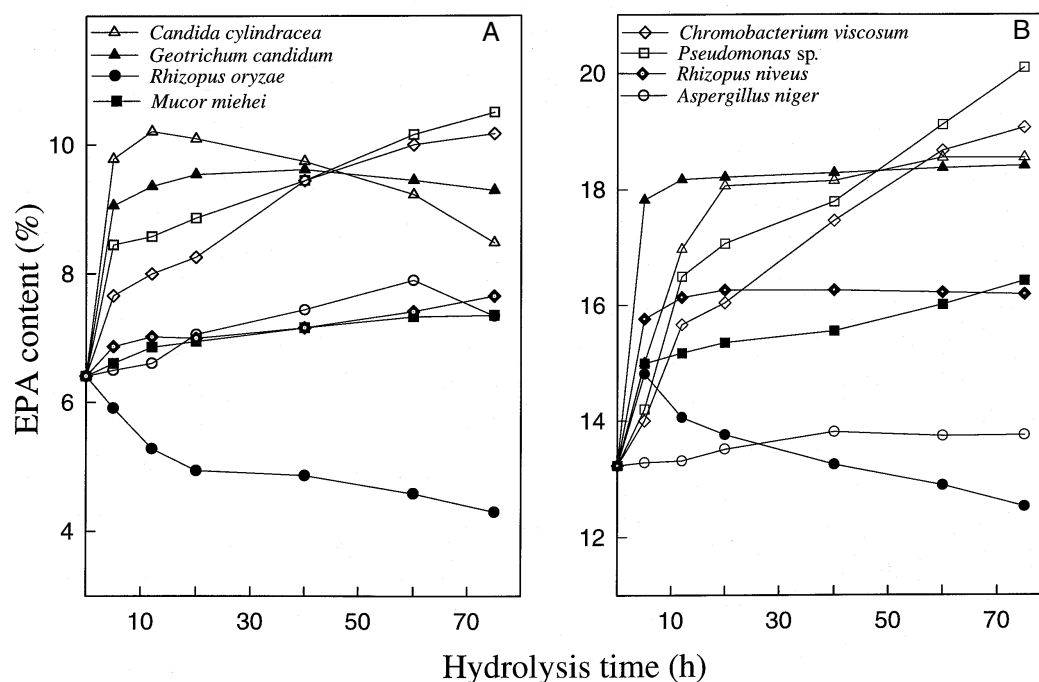 A
Candida cylindracea
Geotrichum candidum
Rhizopus oryzae
Mucor miehei
10
8
6
4
10
30
50
70
B
Chromobacterium viscosum
Pseudomonas sp.
Rhizopus niveus
Aspergillus niger
20
18
16
14
12
10
30
50
70
EPA content (%)
Hydrolysis time (h)